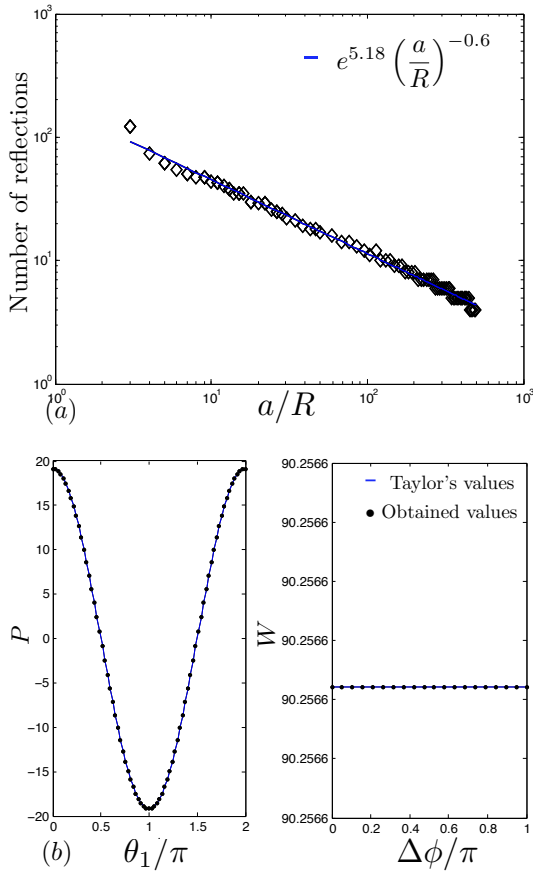 10^3
10^2
10^1
10^0
Number of reflections
e^{5.18} (a/R)^{-0.6}
10^0 10^1 10^2 10^3
(a) a/R
20
15
10
5
0
−5
−10
−15
−20
P
0 0.5 1 1.5 2
(b) θ_1/π
90.2566
90.2566
90.2566
90.2566
90.2566
90.2566
90.2566
W
Taylor's values
Obtained values
0 0.2 0.4 0.6 0.8 1
Δϕ/π